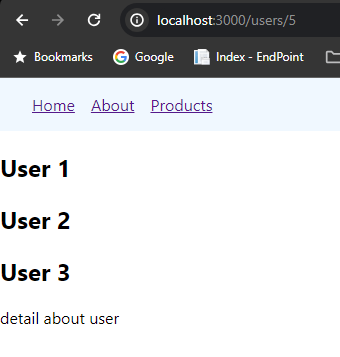 localhost:3000/users/5
Bookmarks Google Index - EndPoint
Home About Products
User 1
User 2
User 3
detail about user